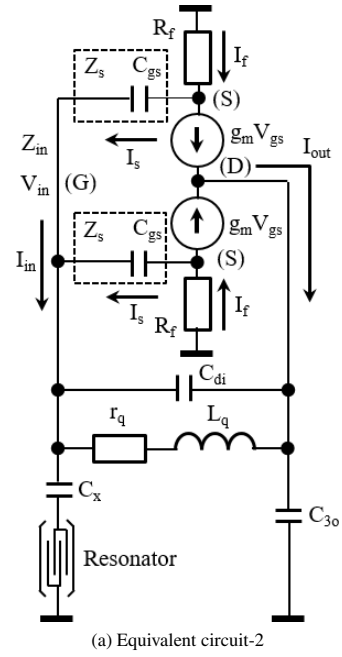 R_f
I_f
Z_s C_gs
(S)
Z_in
I_s
g_mV_gs
(D)
I_out
V_in (G)
Z_s C_gs
g_mV_gs
I_in
(S)
I_s
R_f
I_f
C_di
r_q L_q
C_x
C_3o
Resonator
(a) Equivalent circuit-2